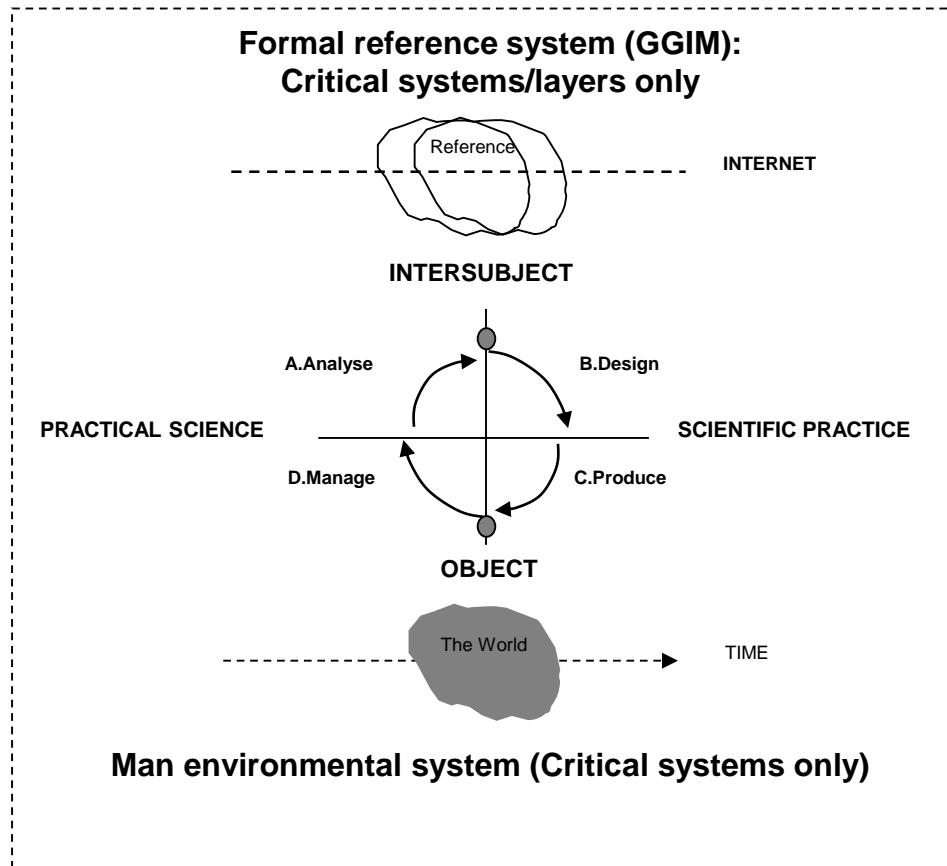 Formal reference system (GGIM):
Critical systems/layers only
Reference
INTERNET
INTERSUBJECT
A.Analyse
B.Design
PRACTICAL SCIENCE
SCIENTIFIC PRACTICE
D.Manage
C.Produce
OBJECT
The World
TIME
Man environmental system (Critical systems only)